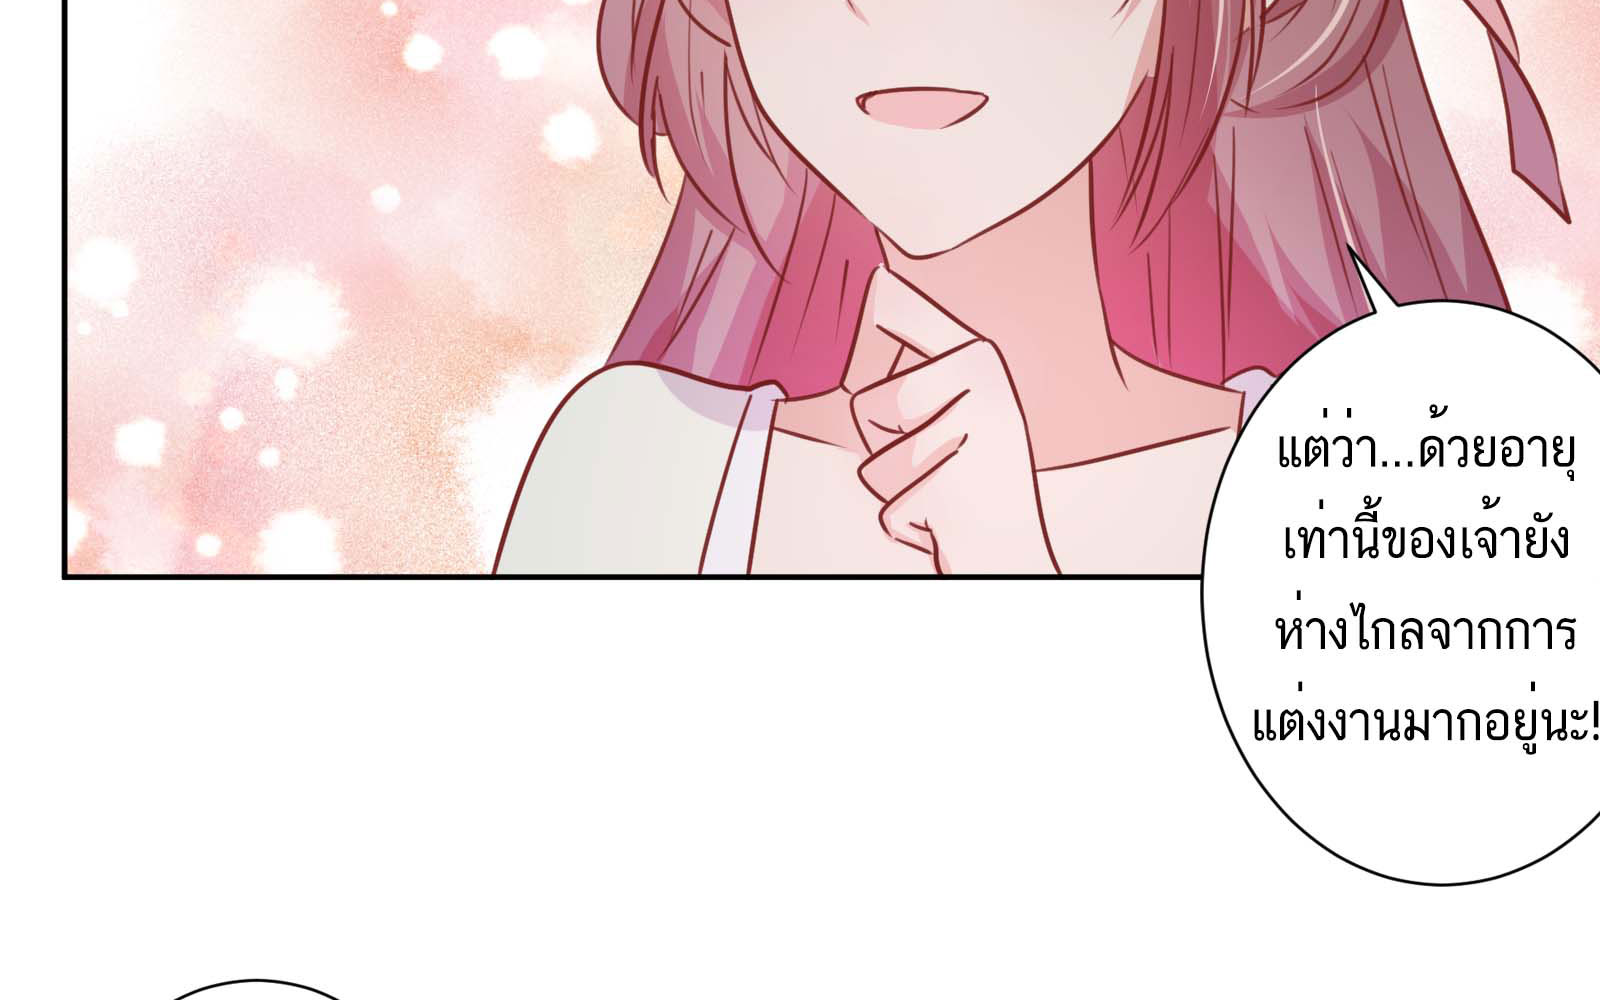 แต่ว่า...ด้วยอายุ
เท่านี้ของเจ้ายัง
ห่างไกลจากการ
แต่งงานมากอยู่นะ!